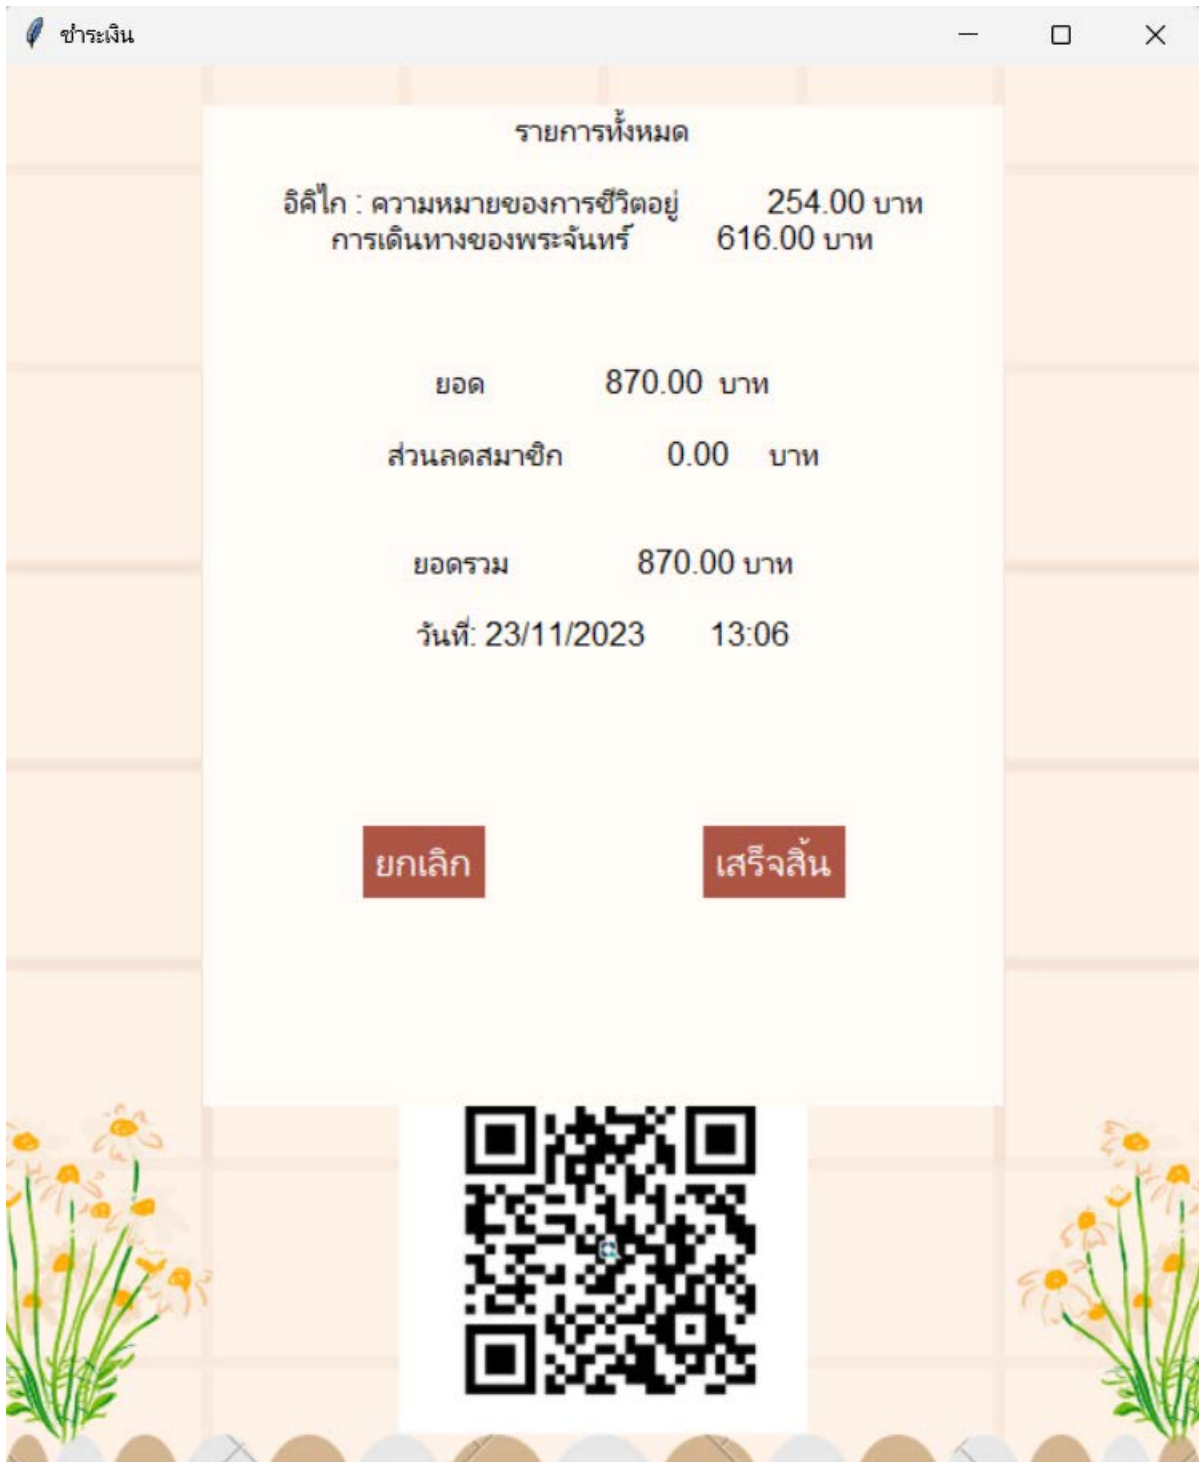 ชำระเงิน
รายการทั้งหมด
อิคิไก : ความหมายของการชีวิตอยู่ 254.00 บาท
การเดินทางของพระจันทร์ 616.00 บาท
ยอด 870.00 บาท
ส่วนลดสมาชิก 0.00 บาท
ยอดรวม 870.00 บาท
วันที่: 23/11/2023 13:06
ยกเลิก เสร็จสิ้น